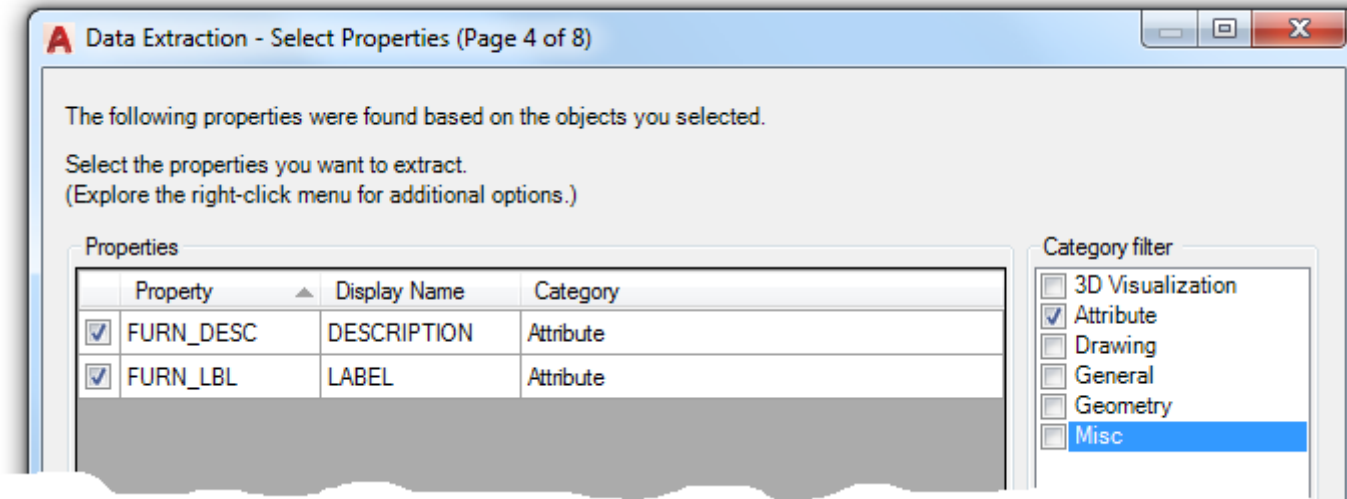 Data Extraction - Select Properties (Page 4 of 8)
The following properties were found based on the objects you selected.
Select the properties you want to extract.
(Explore the right-click menu for additional options.)
Properties
Property Display Name Category
FURN_DESC DESCRIPTION Attribute
FURN_LBL LABEL Attribute
Category filter
3D Visualization
Attribute
Drawing
General
Geometry
Misc